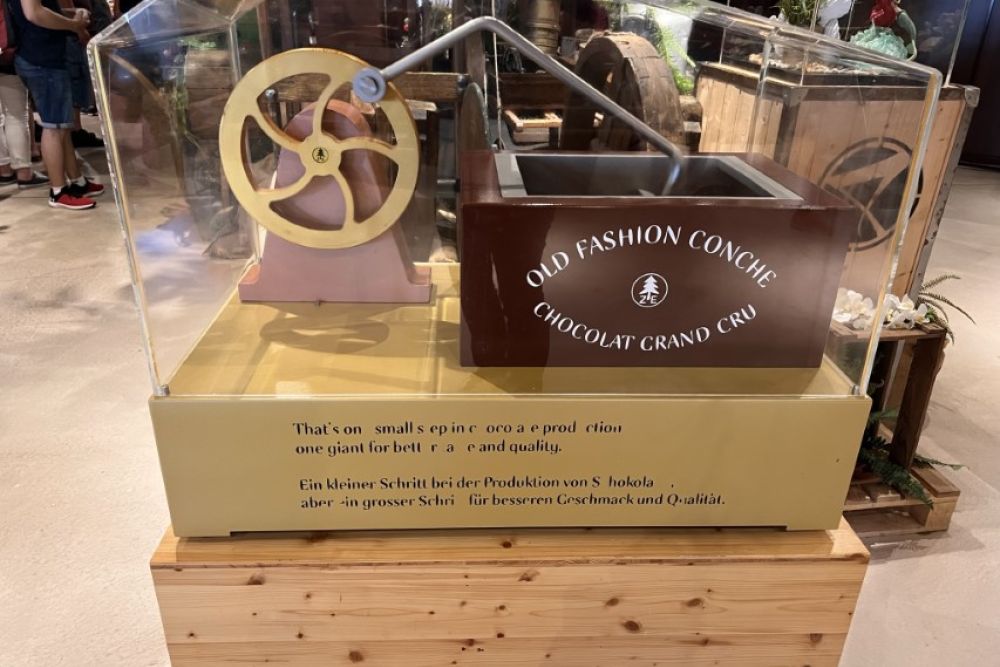 OLD FASHION CONCHE
Z E
CHOCOLAT GRAND CRU
That's on small s ep in c oco a e prod ction
one giant for bett r a e and quality.
Ein kleiner Schritt bei der Produktion von S hokola ,
aber ein grosser Schri für besseren Geschmack und Qualität.